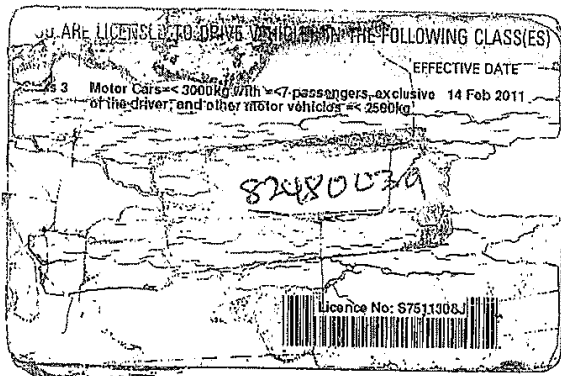 ARE LICENSED TO DRIVE VEHICLES IN THE FOLLOWING CLASS(ES)
EFFECTIVE DATE
3 Motor Cars =< 3000kg with =<7 passengers, exclusive 14 Feb 2011
of the driver; and other motor vehicles =< 2500kg
Licence No: S7511308J